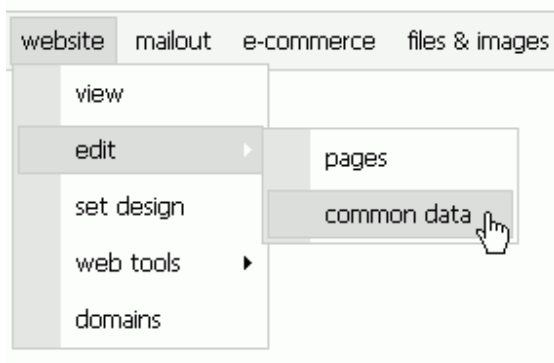 website mailout e-commerce files & images
view
edit
pages
set design
common data
web tools
domains